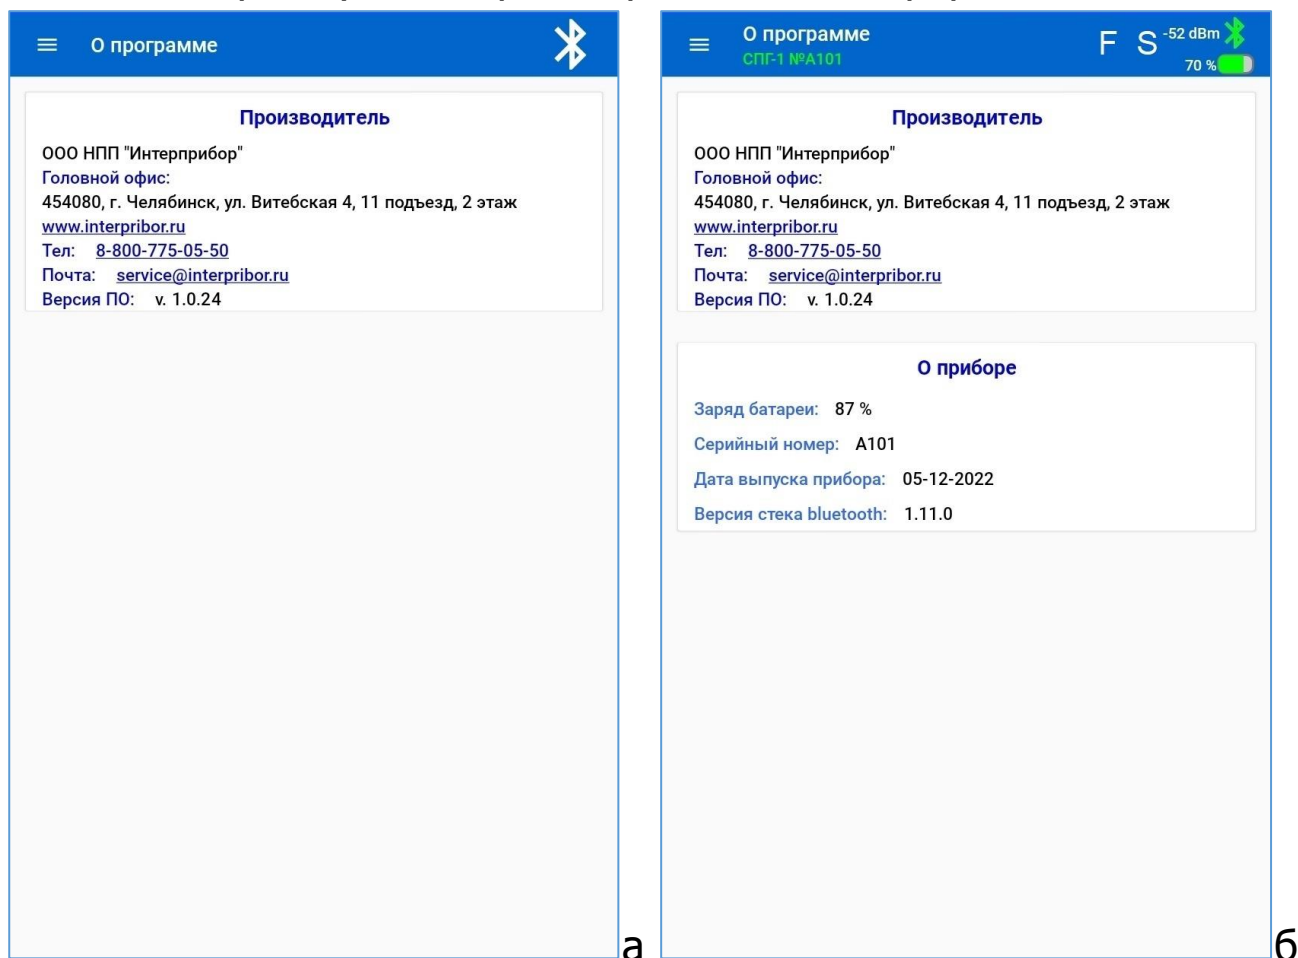 О программе
Производитель
ООО НПП "Интерприбор"
Головной офис:
454080, г. Челябинск, ул. Витебская 4, 11 подъезд, 2 этаж
www.interpribor.ru
Тел: 8-800-775-05-50
Почта: service@interpribor.ru
Версия ПО: v. 1.0.24
а
О программе
СПГ-1 №А101
F S -52 dBm
70 %
Производитель
ООО НПП "Интерприбор"
Головной офис:
454080, г. Челябинск, ул. Витебская 4, 11 подъезд, 2 этаж
www.interpribor.ru
Тел: 8-800-775-05-50
Почта: service@interpribor.ru
Версия ПО: v. 1.0.24
О приборе
Заряд батареи: 87 %
Серийный номер: А101
Дата выпуска прибора: 05-12-2022
Версия стека bluetooth: 1.11.0
б